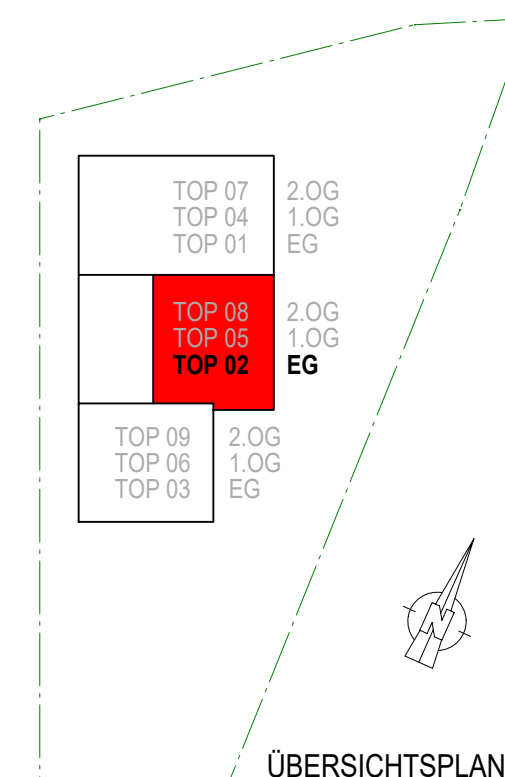 TOP 07 2.OG
TOP 04 1.OG
TOP 01 EG
TOP 08 2.OG
TOP 05 1.OG
TOP 02 EG
TOP 09 2.OG
TOP 06 1.OG
TOP 03 EG
N
ÜBERSICHTSPLAN